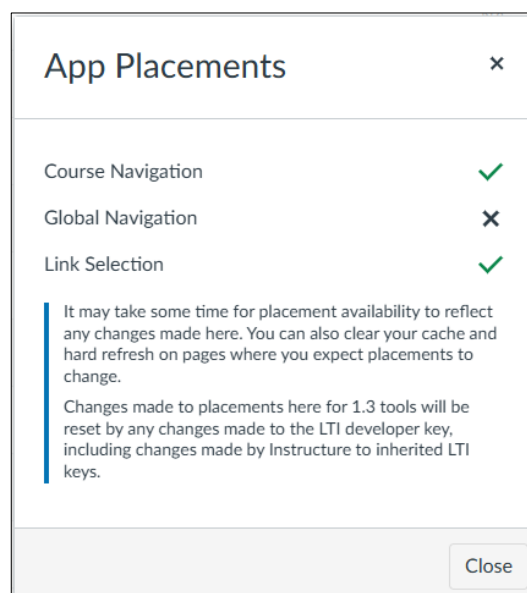 App Placements
Course Navigation
Global Navigation
Link Selection
It may take some time for placement availability to reflect
any changes made here. You can also clear your cache and
hard refresh on pages where you expect placements to
change.
Changes made to placements here for 1.3 tools will be
reset by any changes made to the LTI developer key,
including changes made by Instructure to inherited LTI
keys.
Close